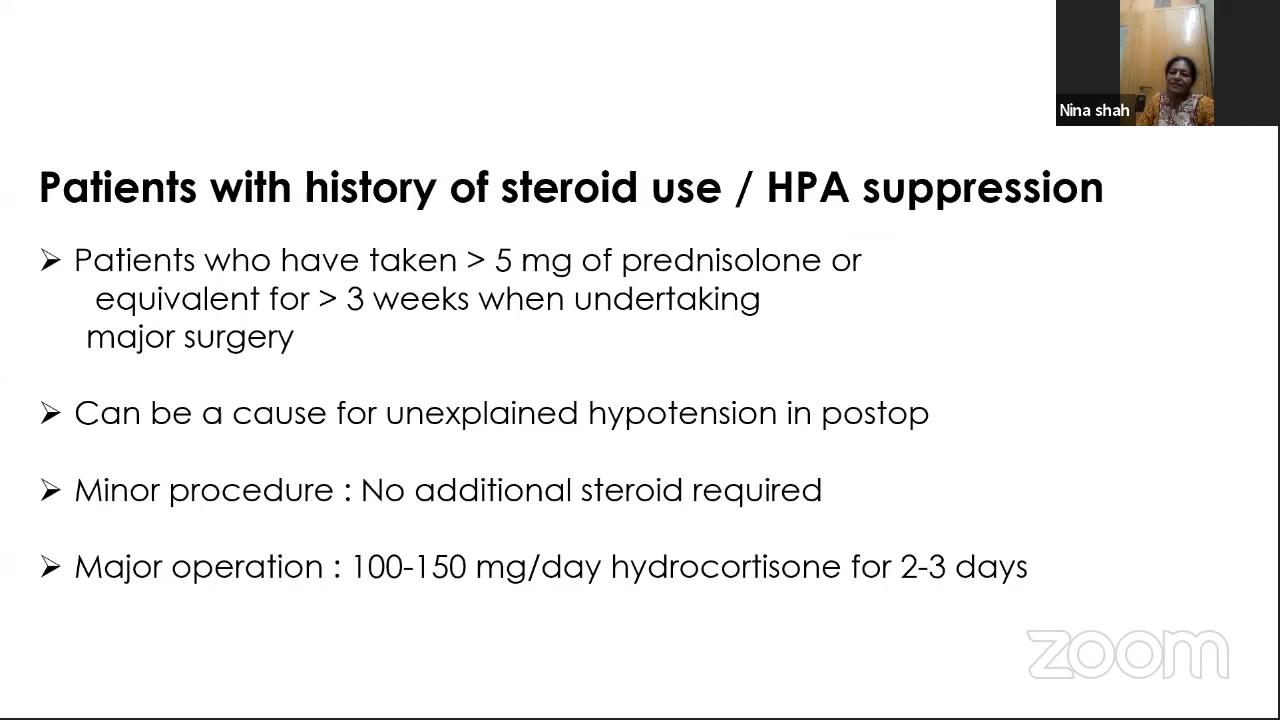 Nina shah
Patients with history of steroid use / HPA suppression
➢ Patients who have taken > 5 mg of prednisolone or
equivalent for > 3 weeks when undertaking
major surgery
➢ Can be a cause for unexplained hypotension in postop
➢ Minor procedure : No additional steroid required
➢ Major operation : 100-150 mg/day hydrocortisone for 2-3 days
zoom